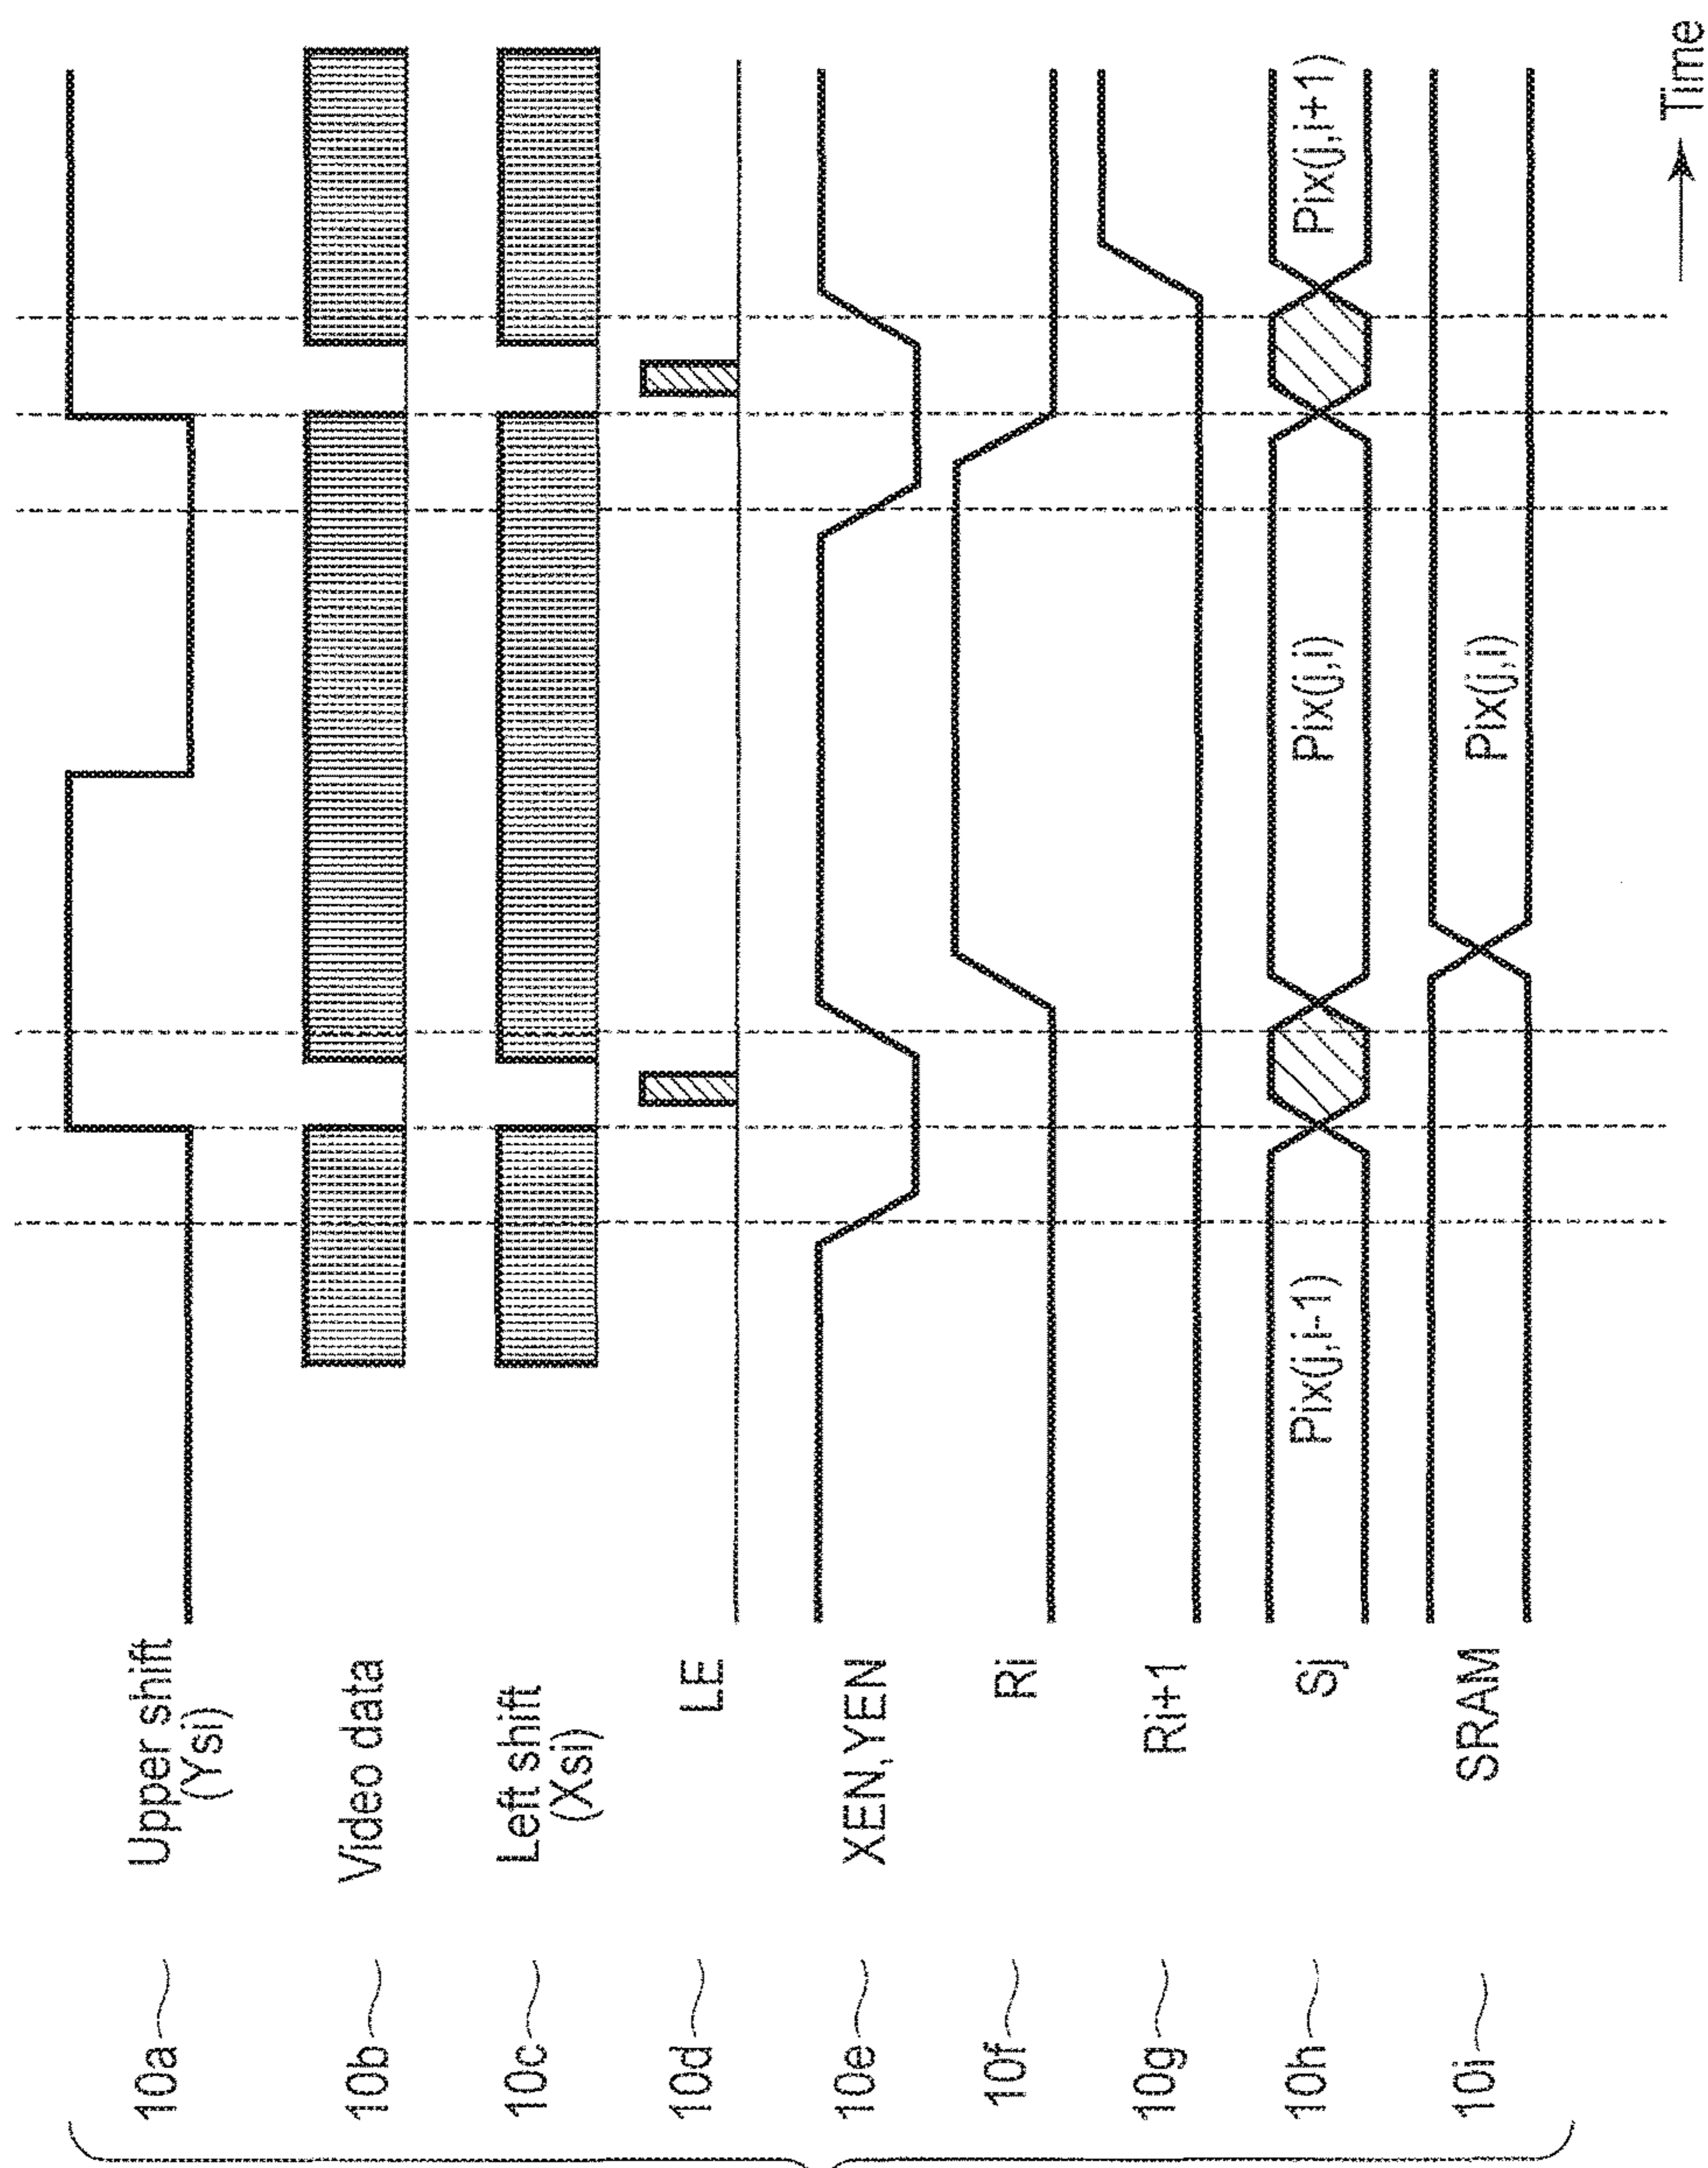 10a
Upper shift
(Ysi)
10b
Video data
10c
Left shift
(Xsi)
10d
LE
10e
XEN,YEN
10f
Ri
10g
Ri+1
10h
Sj
Pix(j,i-1)
Pix(j,i)
Pix(j,i+1)
10i
SRAM
Pix(j,i)
Time